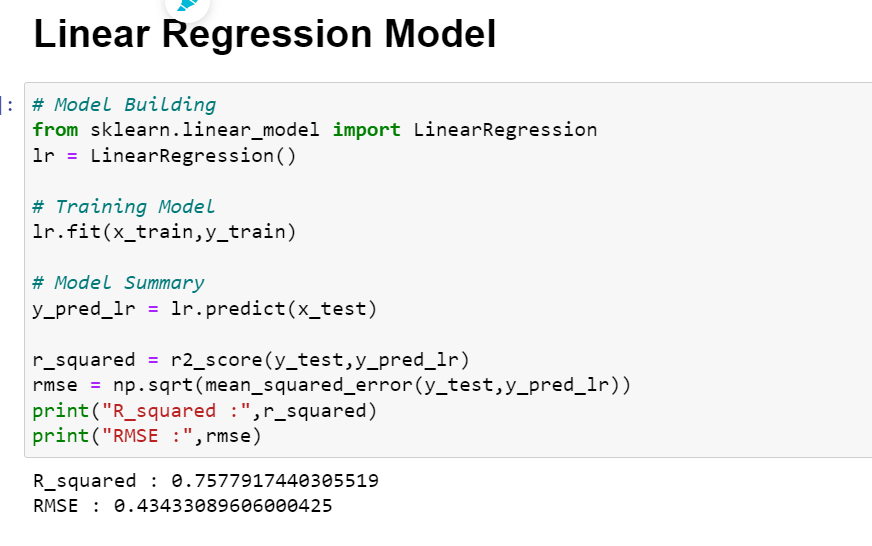 Linear Regression Model
]:
# Model Building
from sklearn.linear_model import LinearRegression
lr = LinearRegression()
# Training Model
lr.fit(x_train,y_train)
# Model Summary
y_pred_lr = lr.predict(x_test)
r_squared = r2_score(y_test,y_pred_lr)
rmse = np.sqrt(mean_squared_error(y_test,y_pred_lr))
print("R_squared :",r_squared)
print("RMSE :",rmse)
R_squared : 0.7577917440305519
RMSE : 0.43433089606000425